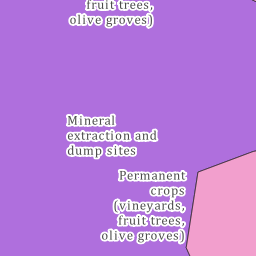 fruit trees,
olive groves)
Mineral
extraction and
dump sites
Permanent
crops
(vineyards,
fruit trees,
olive groves)